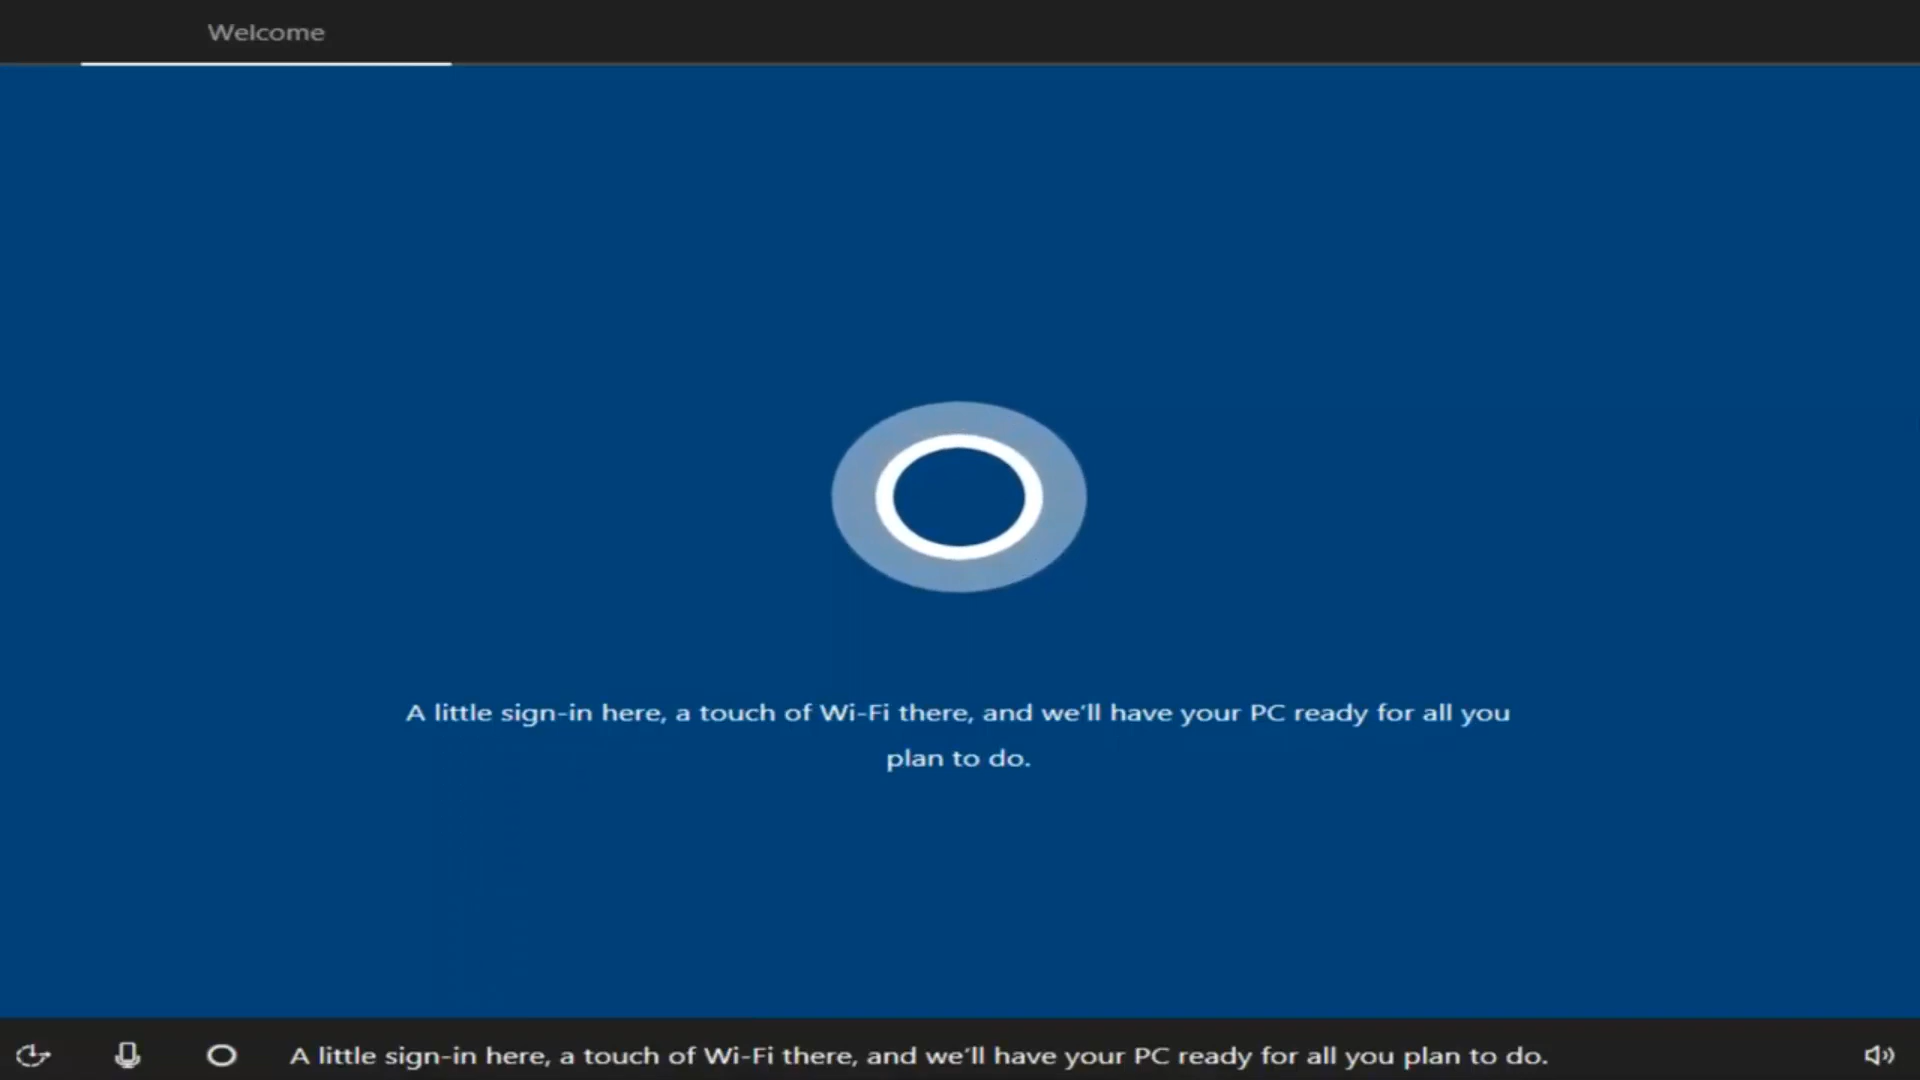 Welcome
A little sign-in here, a touch of Wi-Fi there, and we'll have your PC ready for all you
plan to do.
A little sign-in here, a touch of Wi-Fi there, and we'll have your PC ready for all you plan to do.